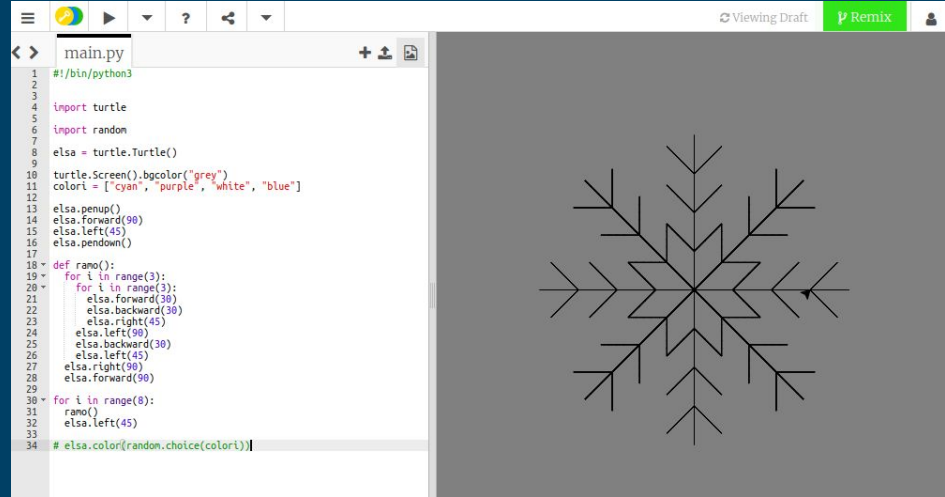 ?
Viewing Draft
Remix
main.py
1 #!/bin/python3
2
3
4 import turtle
5
6 import random
7
8 elsa = turtle.Turtle()
9
10 turtle.Screen().bgcolor("grey")
11 colori = ["cyan", "purple", "white", "blue"]
12
13 elsa.penup()
14 elsa.forward(90)
15 elsa.left(45)
16 elsa.pendown()
17
18 def ramo():
19   for i in range(3):
20     for i in range(3):
21       elsa.forward(30)
22       elsa.backward(30)
23       elsa.right(45)
24     elsa.left(90)
25     elsa.backward(30)
26     elsa.left(45)
27   elsa.right(90)
28   elsa.forward(90)
29
30 for i in range(8):
31   ramo()
32   elsa.left(45)
33
34 # elsa.color(random.choice(colori))